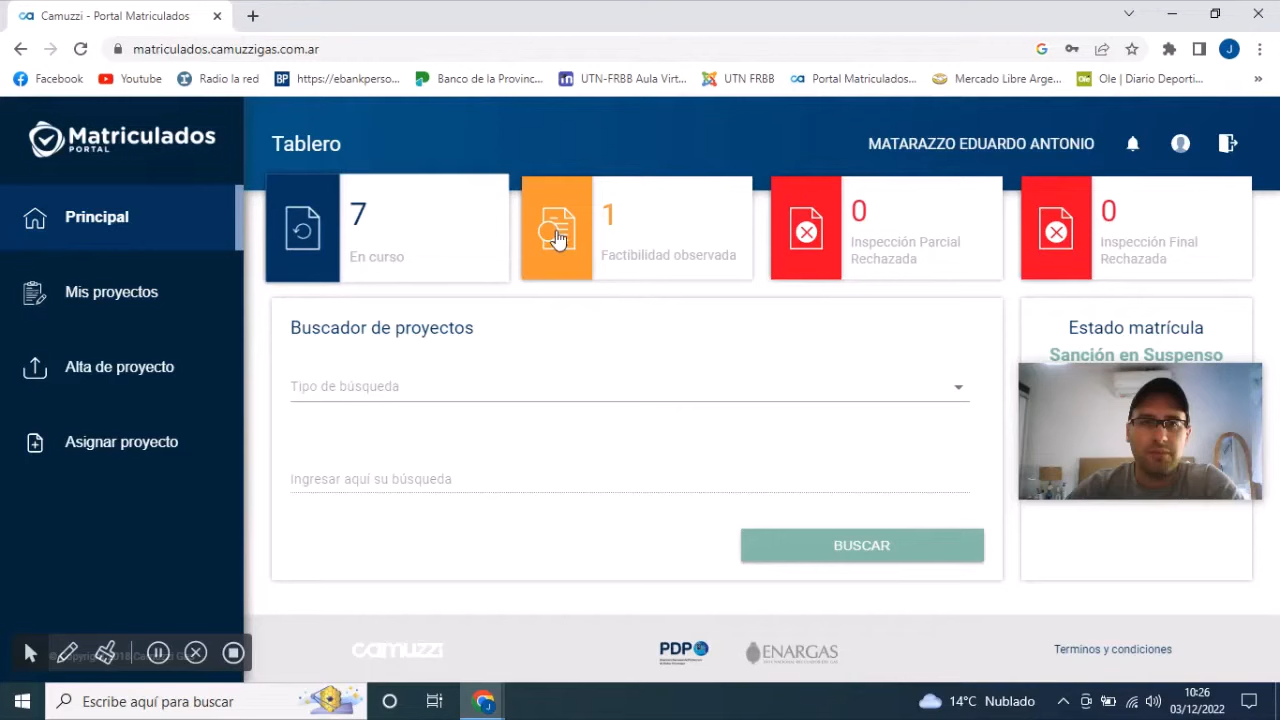 Camuzzi - Portal Matriculados
matriculados.camuzzigas.com.ar
J
Facebook
Youtube
Radio la red
BP
https://ebankperso...
Banco de la Provinc...
UTN-FRBB Aula Virt...
UTN FRBB
Portal Matriculados...
Mercado Libre Arge...
Ole | Diario Deporti...
»
Matriculados
PORTAL
Tablero
MATARAZZO EDUARDO ANTONIO
Principal
Mis proyectos
Alta de proyecto
Asignar proyecto
7
En curso
1
Factibilidad observada
0
Inspección Parcial
Rechazada
0
Inspección Final
Rechazada
Buscador de proyectos
Tipo de búsqueda
Ingresar aquí su búsqueda
BUSCAR
Estado matrícula
Sanción en Suspenso
camuzzi
PDP
ENARGAS
Terminos y condiciones
Escribe aquí para buscar
14°C Nublado
10:26
03/12/2022